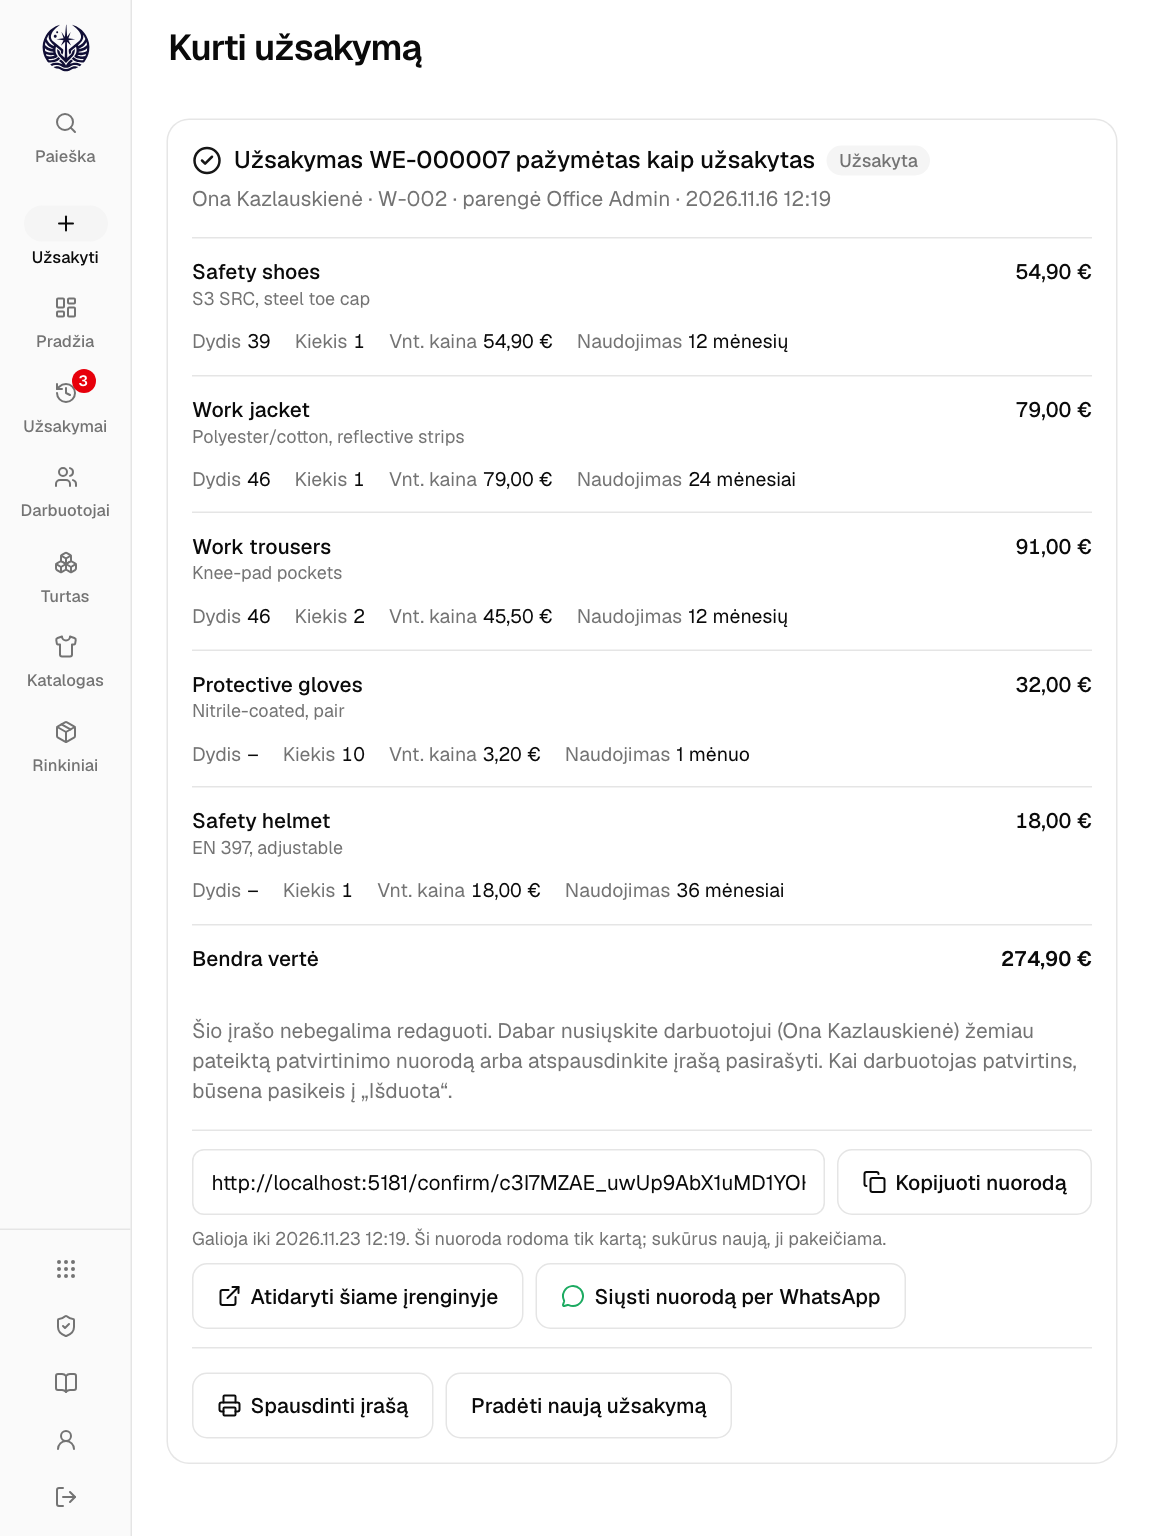 Kurti užsakymą
Paieška
Užsakyti
Pradžia
3
Užsakymai
Darbuotojai
Turtas
Katalogas
Rinkiniai
Užsakymas WE-000007 pažymėtas kaip užsakytas Užsakyta
Ona Kazlauskienė · W-002 · parengė Office Admin · 2026.11.16 12:19
Safety shoes 54,90 €
S3 SRC, steel toe cap
Dydis 39 Kiekis 1 Vnt. kaina 54,90 € Naudojimas 12 mėnesių
Work jacket 79,00 €
Polyester/cotton, reflective strips
Dydis 46 Kiekis 1 Vnt. kaina 79,00 € Naudojimas 24 mėnesiai
Work trousers 91,00 €
Knee-pad pockets
Dydis 46 Kiekis 2 Vnt. kaina 45,50 € Naudojimas 12 mėnesių
Protective gloves 32,00 €
Nitrile-coated, pair
Dydis – Kiekis 10 Vnt. kaina 3,20 € Naudojimas 1 mėnuo
Safety helmet 18,00 €
EN 397, adjustable
Dydis – Kiekis 1 Vnt. kaina 18,00 € Naudojimas 36 mėnesiai
Bendra vertė 274,90 €
Šio įrašo nebegalima redaguoti. Dabar nusiųskite darbuotojui (Ona Kazlauskienė) žemiau
pateiktą patvirtinimo nuorodą arba atspausdinkite įrašą pasirašyti. Kai darbuotojas patvirtins,
būsena pasikeis į „Išduota“.
http://localhost:5181/confirm/c3I7MZAE_uwUp9AbX1uMD1YO
Kopijuoti nuorodą
Galioja iki 2026.11.23 12:19. Ši nuoroda rodoma tik kartą; sukūrus naują, ji pakeičiama.
Atidaryti šiame įrenginyje Siųsti nuorodą per WhatsApp
Spausdinti įrašą Pradėti naują užsakymą